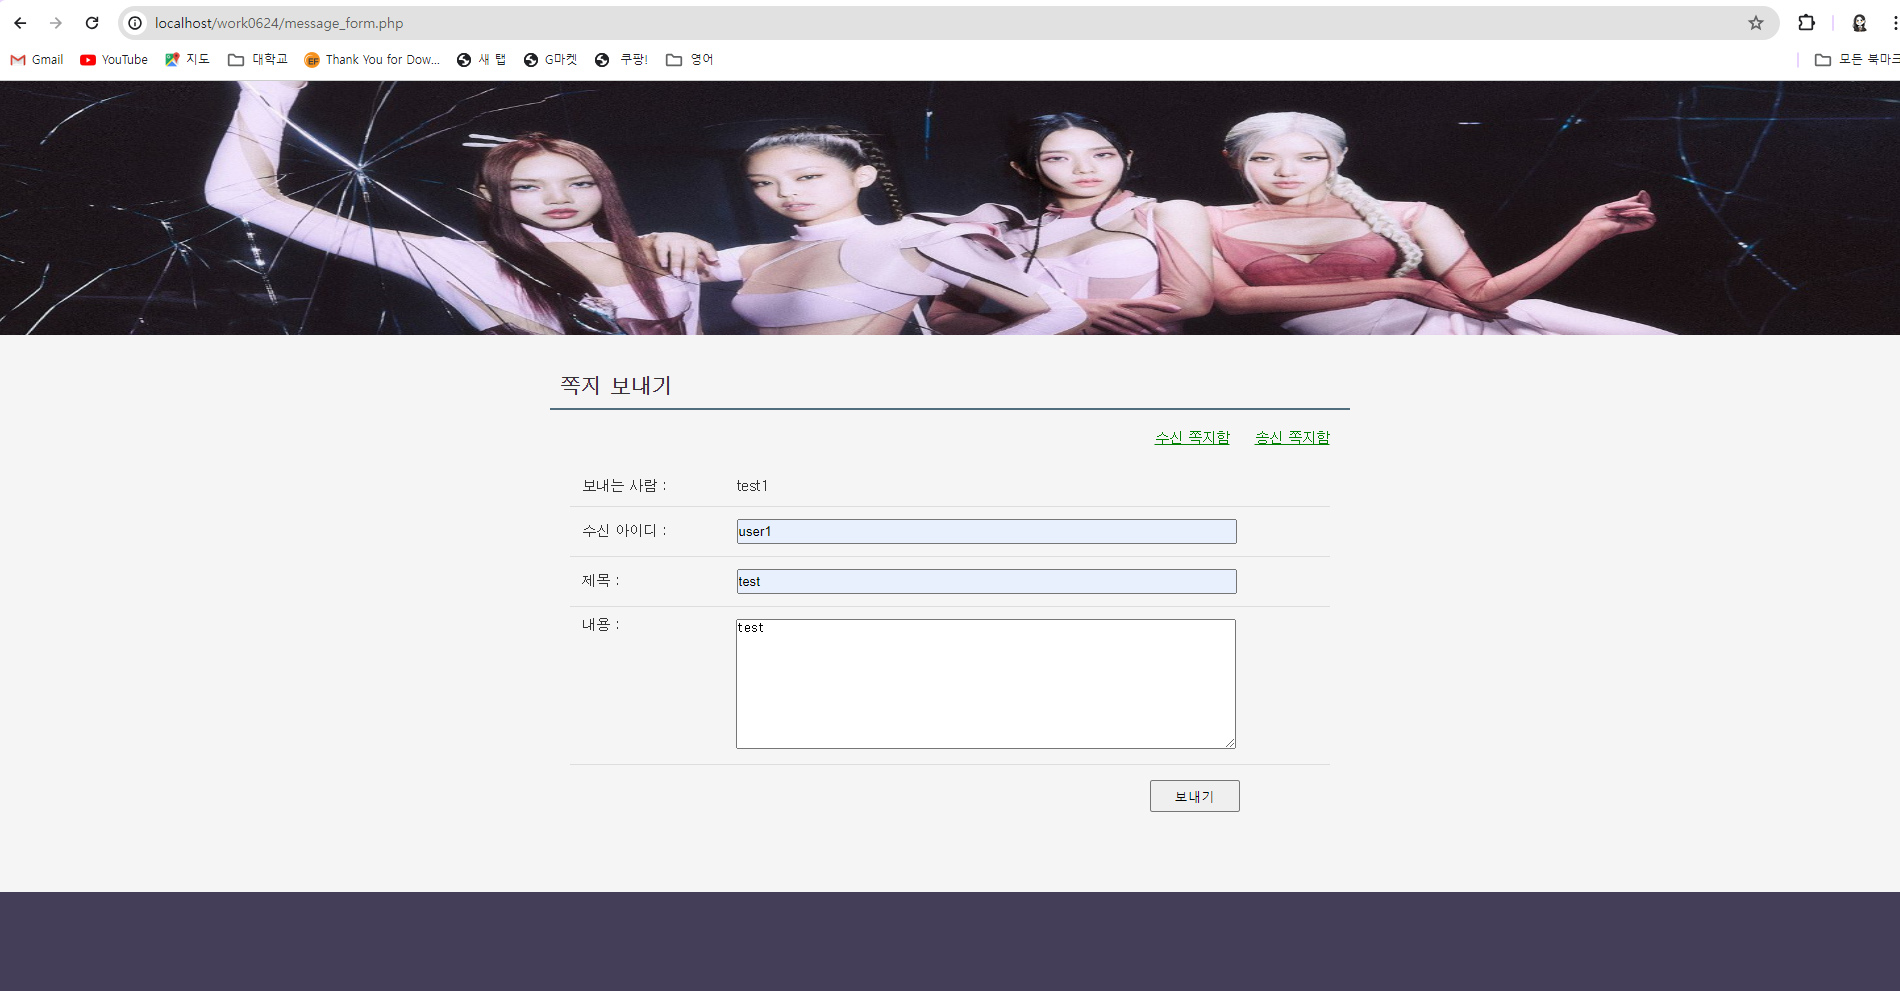 localhost/work0624/message_form.php
Gmail YouTube 지도 대학교 Thank You for Dow... 새 탭 G마켓 쿠팡! 영어 모든 북마크
쪽지 보내기
수신 쪽지함 송신 쪽지함
보내는 사람 : test1
수신 아이디 : user1
제목 : test
내용 : test
보내기